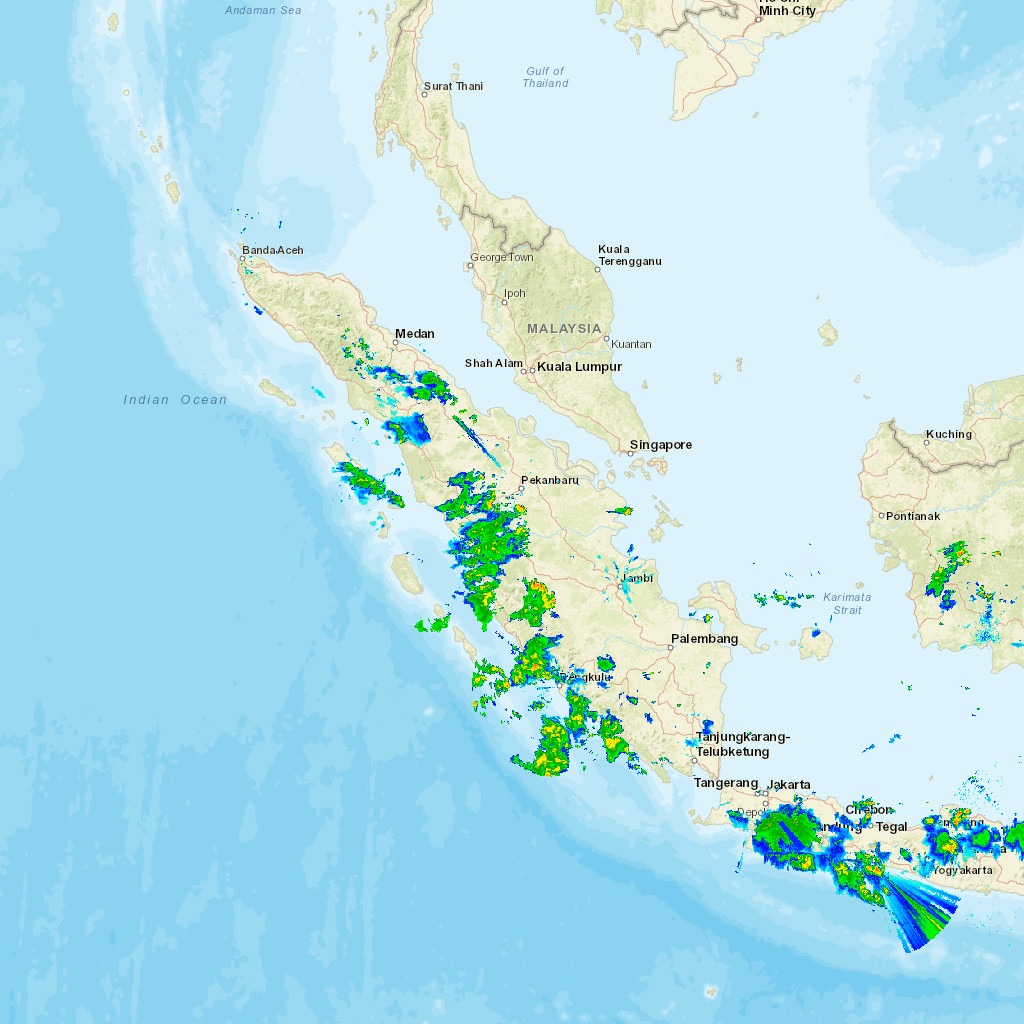 Andaman Sea
Minh City
Gulf of
Thailand
Surat Thani
Banda Aceh
George Town
Kuala
Terengganu
Ipoh
MALAYSIA
Medan
Kuantan
Shah Alam
Kuala Lumpur
Indian Ocean
Kuching
Singapore
Pekanbaru
Pontianak
Jambi
Karimata
Strait
Palembang
Bengkulu
Tanjungkarang-
Telubketung
Tangerang
Jakarta
Depok
Cirebon
Tegal
Yogyakarta